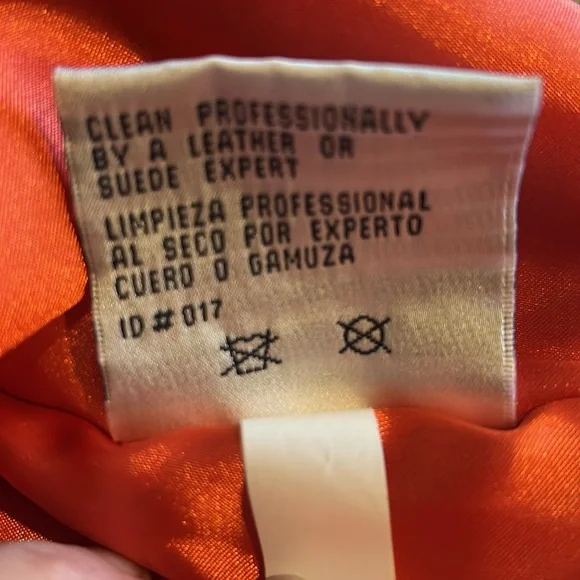 CLEAN PROFESSIONALLY
BY A LEATHER OR
SUEDE EXPERT
LIMPIEZA PROFESSIONAL
AL SECO POR EXPERTO
CUERO O GAMUZA
ID # 017